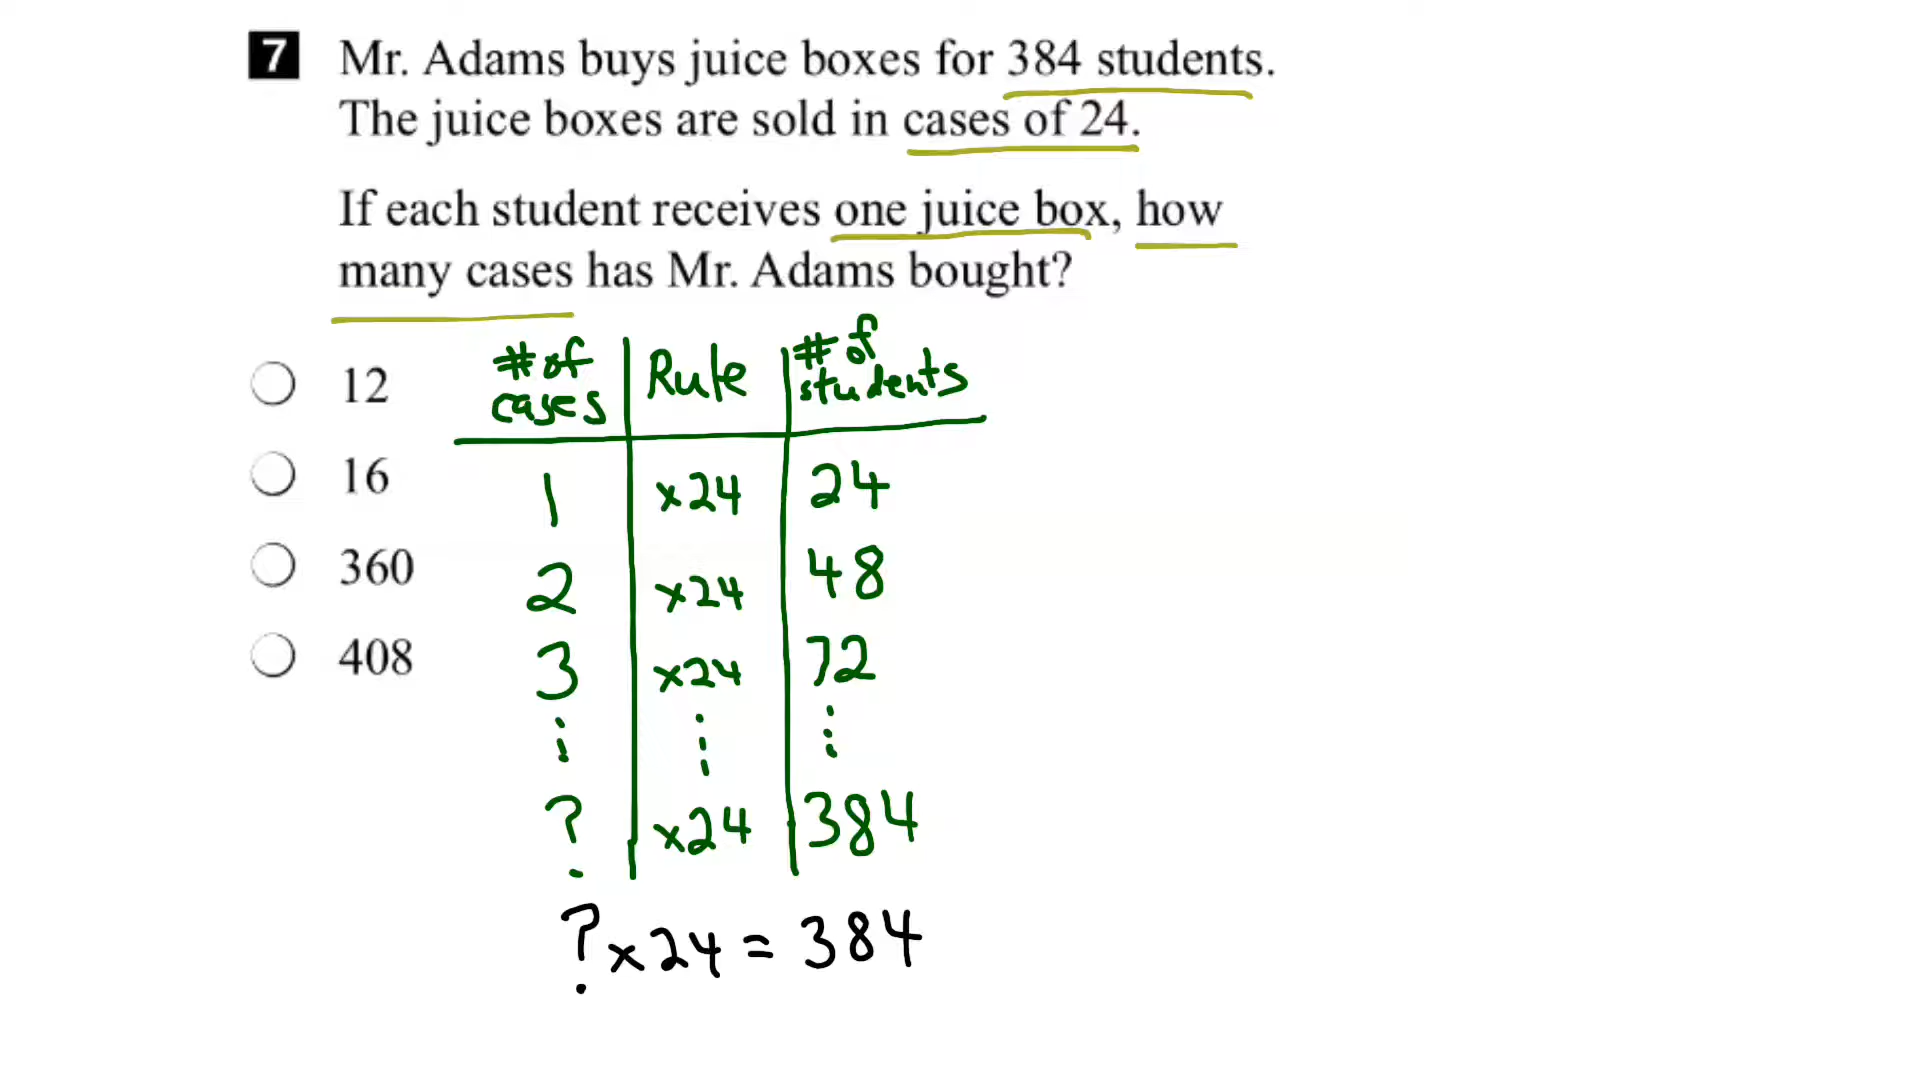 7 Mr. Adams buys juice boxes for 384 students.
The juice boxes are sold in cases of 24.
If each student receives one juice box, how
many cases has Mr. Adams bought?
12
16
360
408
# of cases | Rule | # of students
1 | x24 | 24
2 | x24 | 48
3 | x24 | 72
⋮ | ⋮ | ⋮
? | x24 | 384
? x 24 = 384